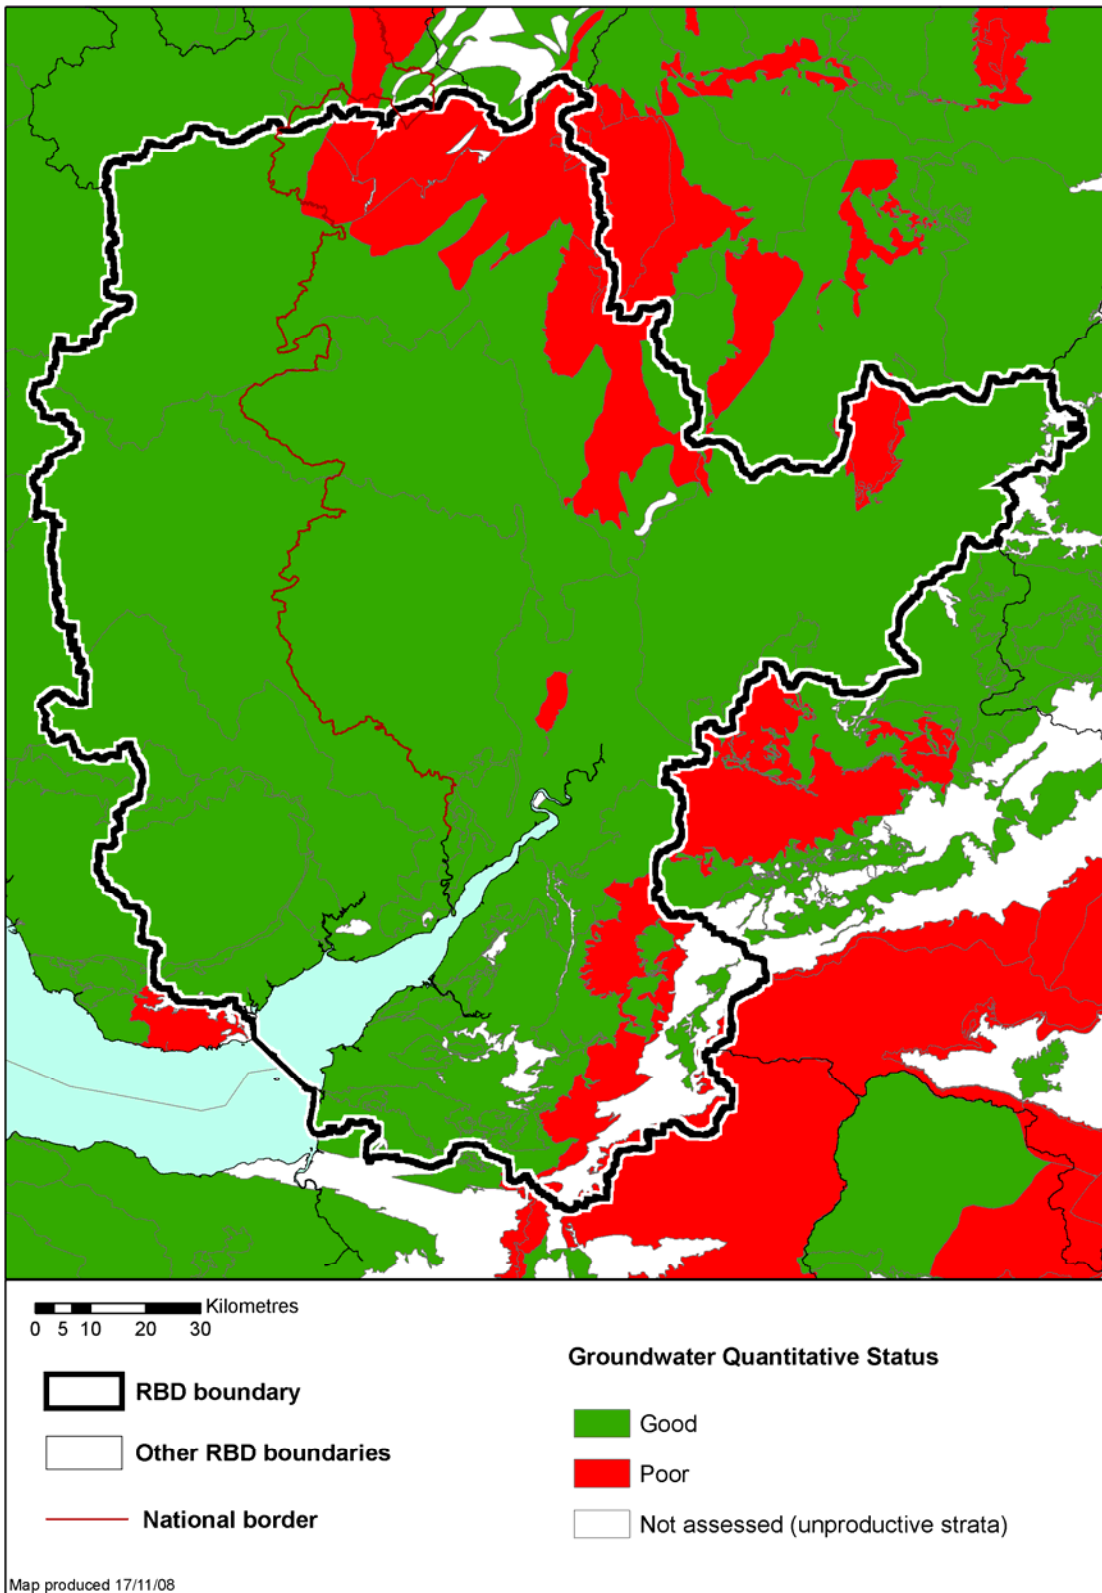 Kilometres
0 5 10 20 30
RBD boundary
Other RBD boundaries
National border
Groundwater Quantitative Status
Good
Poor
Not assessed (unproductive strata)
Map produced 17/11/08